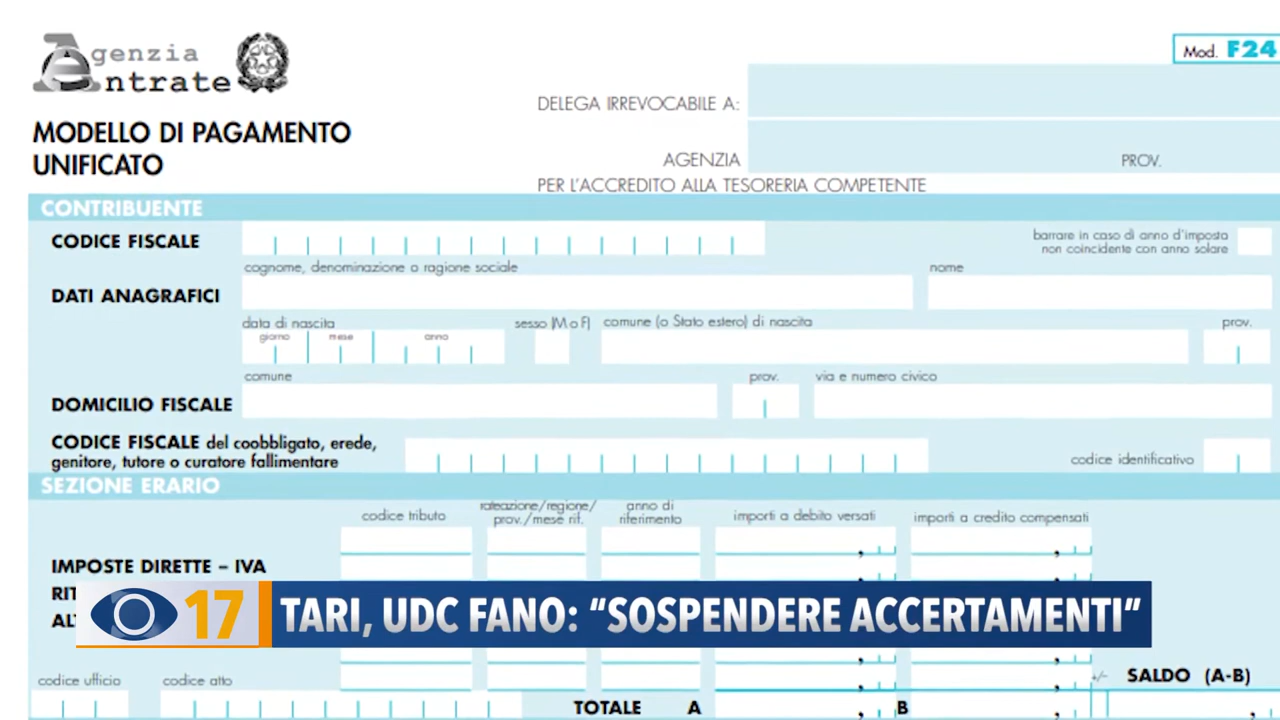 Agenzia
Entrate
Mod. F24
DELEGA IRREVOCABILE A:
MODELLO DI PAGAMENTO
UNIFICATO
AGENZIA
PROV.
PER L'ACCREDITO ALLA TESORERIA COMPETENTE
CONTRIBUENTE
CODICE FISCALE
barrare in caso di anno d'imposta
non coincidente con anno solare
cognome, denominazione o ragione sociale
nome
DATI ANAGRAFICI
data di nascita
sesso (M o F)
comune (o Stato estero) di nascita
prov.
giorno
mese
anno
comune
prov.
via e numero civico
DOMICILIO FISCALE
CODICE FISCALE del coobbligato, erede,
genitore, tutore o curatore fallimentare
codice identificativo
SEZIONE ERARIO
codice tributo
rateazione/regione/
prov./mese rif.
anno di
riferimento
importi a debito versati
importi a credito compensati
IMPOSTE DIRETTE – IVA
RIT
ALT
17
TARI, UDC FANO: “SOSPENDERE ACCERTAMENTI”
+/–
SALDO (A-B)
codice ufficio
codice atto
TOTALE A
B